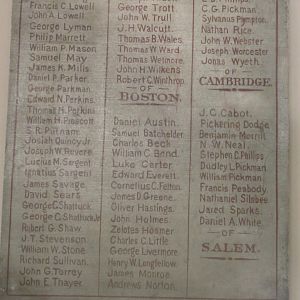 Francis C. Lowell
John A. Lowell
George Lyman
Philip Marrett
William P. Mason
Samuel May
James K. Mills
Daniel P. Parker
George Parkman
Edward N. Perkins
Thomas H. Perkins
William H. Prescott
S. R. Putnam
Josiah Quincy Jr
Joseph W. Revere
Lucius M. Sargent
Ignatius Sargent
James Savage
David Sears
George C. Shattuck
George C. Shattuck Jr
Robert G. Shaw
J. T. Stevenson
William W. Stone
Richard Sullivan
John G. Torrey
John E. Thayer
George Trott
John W. Trull
J. H. Walcutt
Thomas B. Wales
Thomas W. Ward
Thomas Wetmore
John H. Wilkens
Robert C. Winthrop
OF
BOSTON.
Daniel Austin
Samuel Batchelder
Charles Beck
William C. Bond
Luke Carter
Edward Everett
Cornelius C. Felton
James D. Greene
Oliver Hastings
John Holmes
Zelotes Hosmer
Charles C. Little
George Livermore
Henry W. Longfellow
James Monroe
Andrews Norton
C. G. Pickman
Sylvanus Plympton
Nathan Rice
John W. Webster
Joseph Worcester
Jonas Wyeth
OF
CAMBRIDGE.
J. C. Cabot
Pickering Dodge
Benjamin Merrill
N. W. Neal
Stephen C. Phillips
Dudley L. Pickman
William Pickman
Francis Peabody
Nathaniel Silsbee
Jared Sparks
Daniel A. White
OF
SALEM.